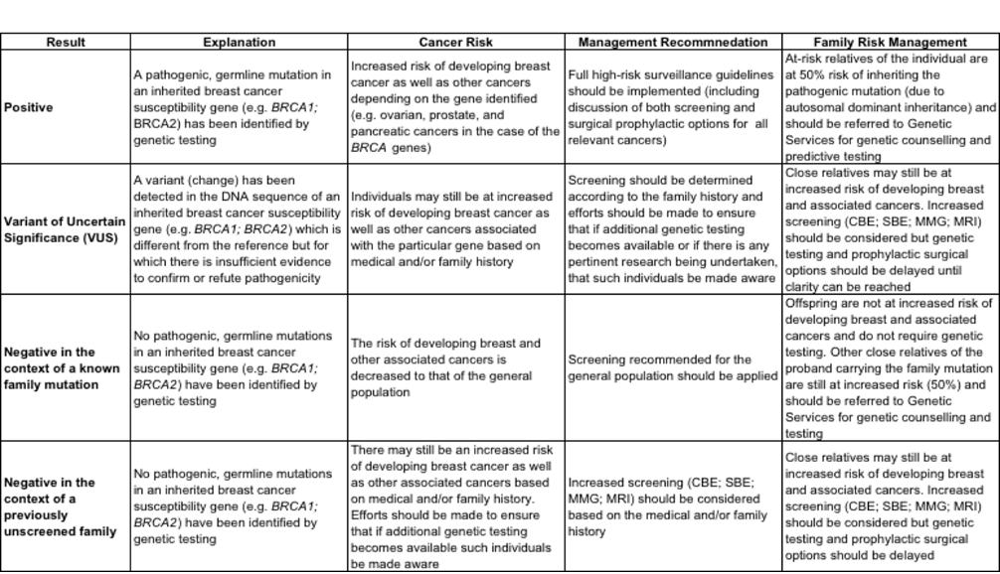 Result Explanation Cancer Risk Management Recommnedation Family Risk Management
Positive
A pathogenic, germline mutation in
an inherited breast cancer
susceptibility gene (e.g. BRCA1;
BRCA2) has been identified by
genetic testing
Increased risk of developing breast
cancer as well as other cancers
depending on the gene identified
(e.g. ovarian, prostate, and
pancreatic cancers in the case of the
BRCA genes)
Full high-risk surveillance guidelines
should be implemented (including
discussion of both screening and
surgical prophylactic options for all
relevant cancers)
At-risk relatives of the individual are
at 50% risk of inheriting the
pathogenic mutation (due to
autosomal dominant inheritance) and
should be referred to Genetic
Services for genetic counselling and
predictive testing
Variant of Uncertain
Significance (VUS)
A variant (change) has been
detected in the DNA sequence of an
inherited breast cancer susceptibility
gene (e.g. BRCA1; BRCA2) which is
different from the reference but for
which there is insufficient evidence
to confirm or refute pathogenicity
Individuals may still be at increased
risk of developing breast cancer as
well as other cancers associated
with the particular gene based on
medical and/or family history
Screening should be determined
according to the family history and
efforts should be made to ensure
that if additional genetic testing
becomes available or if there is any
pertinent research being undertaken,
that such individuals be made aware
Close relatives may still be at
increased risk of developing breast
and associated cancers. Increased
screening (CBE; SBE; MMG; MRI)
should be considered but genetic
testing and prophylactic surgical
options should be delayed until
clarity can be reached
Negative in the
context of a known
family mutation
No pathogenic, germline mutations
in an inherited breast cancer
susceptibility gene (e.g. BRCA1;
BRCA2) have been identified by
genetic testing
The risk of developing breast and
other associated cancers is
decreased to that of the general
population
Screening recommended for the
general population should be applied
Offspring are not at increased risk of
developing breast and associated
cancers and do not require genetic
testing. Other close relatives of the
proband carrying the family mutation
are still at increased risk (50%) and
should be referred to Genetic
Services for genetic counselling and
testing
Negative in the
context of a
previously
unscreened family
No pathogenic, germline mutations
in an inherited breast cancer
susceptibility gene (e.g. BRCA1;
BRCA2) have been identified by
genetic testing
There may still be an increased risk
of developing breast cancer as well
as other associated cancers based
on medical and/or family history.
Efforts should be made to ensure
that if additional genetic testing
becomes available such individuals
be made aware
Increased screening (CBE; SBE;
MMG; MRI) should be considered
based on the medical and/or family
history
Close relatives may still be at
increased risk of developing breast
and associated cancers. Increased
screening (CBE; SBE; MMG; MRI)
should be considered but genetic
testing and prophylactic surgical
options should be delayed